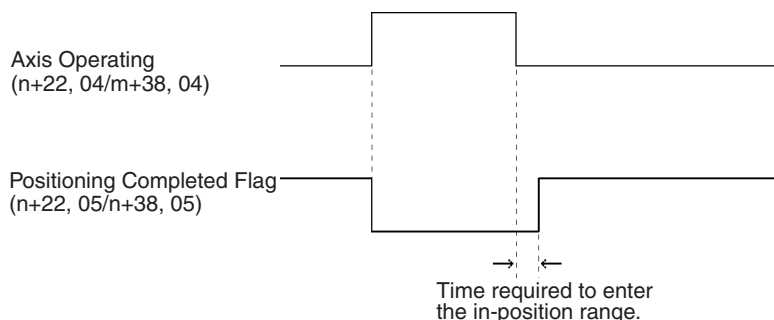 Axis Operating
(n+22, 04/m+38, 04)
Positioning Completed Flag
(n+22, 05/n+38, 05)
Time required to enter
the in-position range.